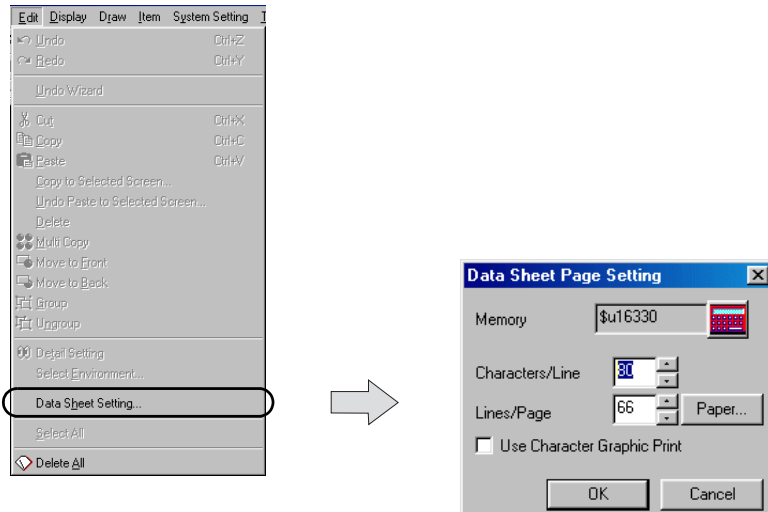 Edit Display Draw Item System Setting T
Undo Ctrl+Z
Redo Ctrl+Y
Undo Wizard
Cut Ctrl+X
Copy Ctrl+C
Paste Ctrl+V
Copy to Selected Screen...
Undo Paste to Selected Screen...
Delete
Multi Copy
Move to Front
Move to Back
Group
Ungroup
Detail Setting
Select Environment...
Data Sheet Setting...
Select All
Delete All
Data Sheet Page Setting
Memory $u16330
Characters/Line 80
Lines/Page 66 Paper...
Use Character Graphic Print
OK Cancel